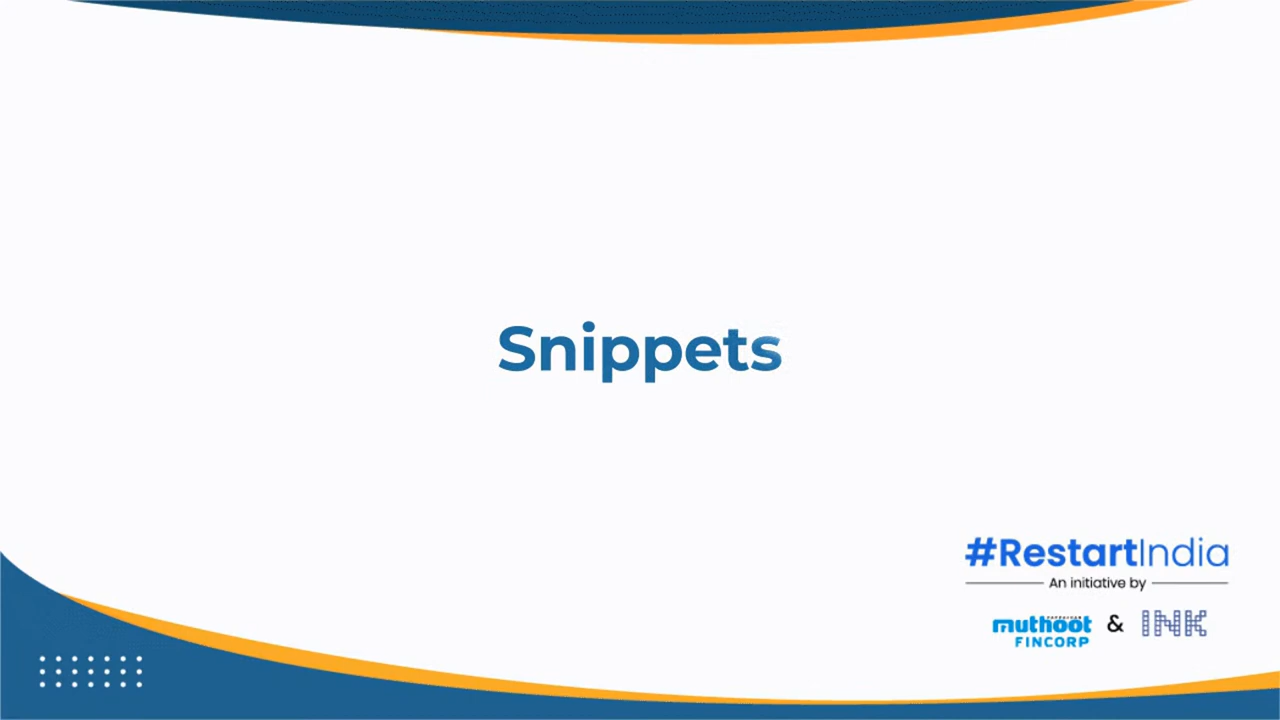 Snippets
#RestartIndia
An initiative by
muthoot & INK
FINCORP